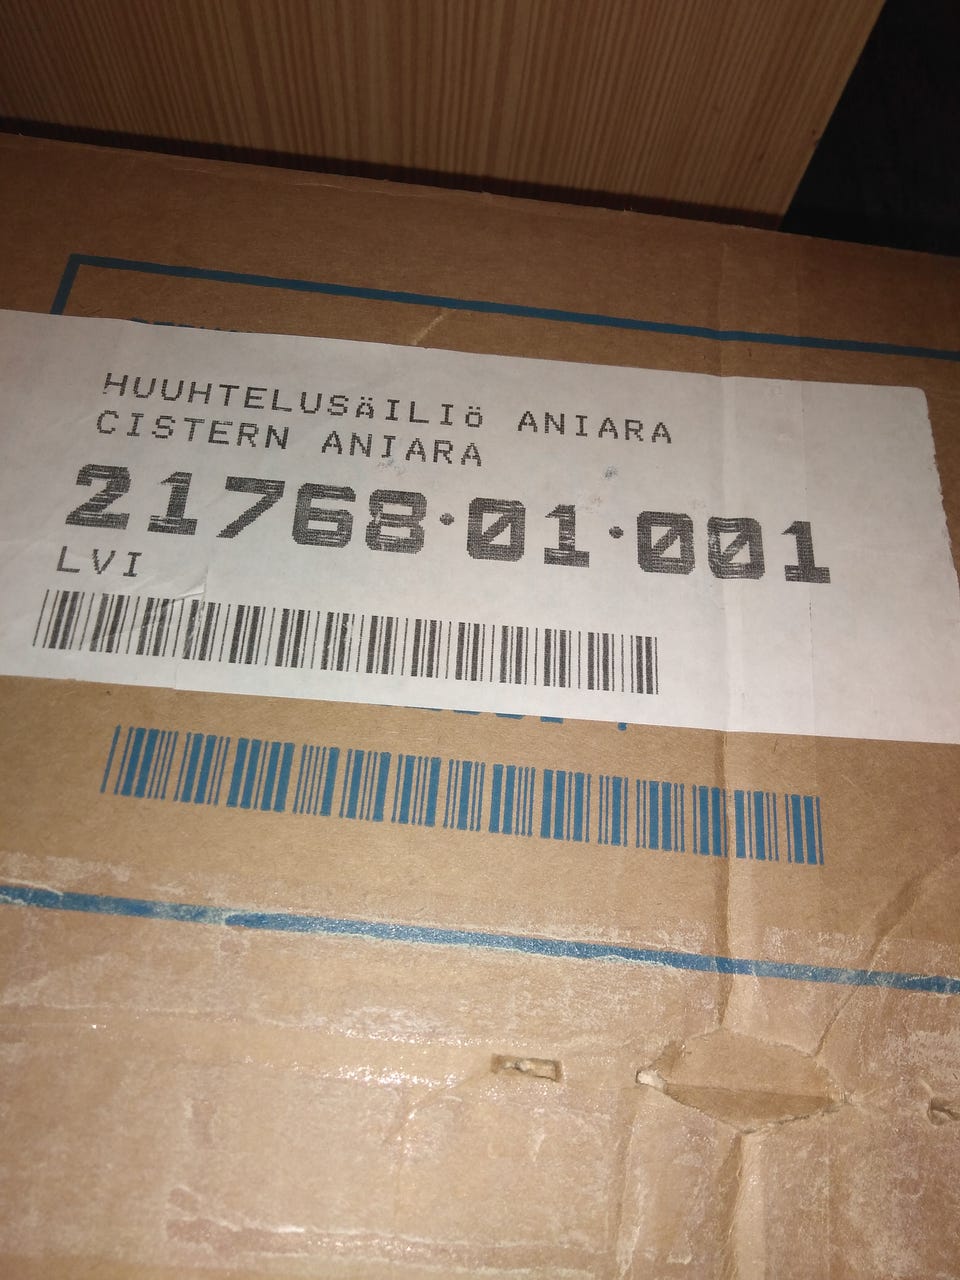 HUUHTELUSÄILIÖ ANIARA
CISTERN ANIARA
21768·01·001
LVI